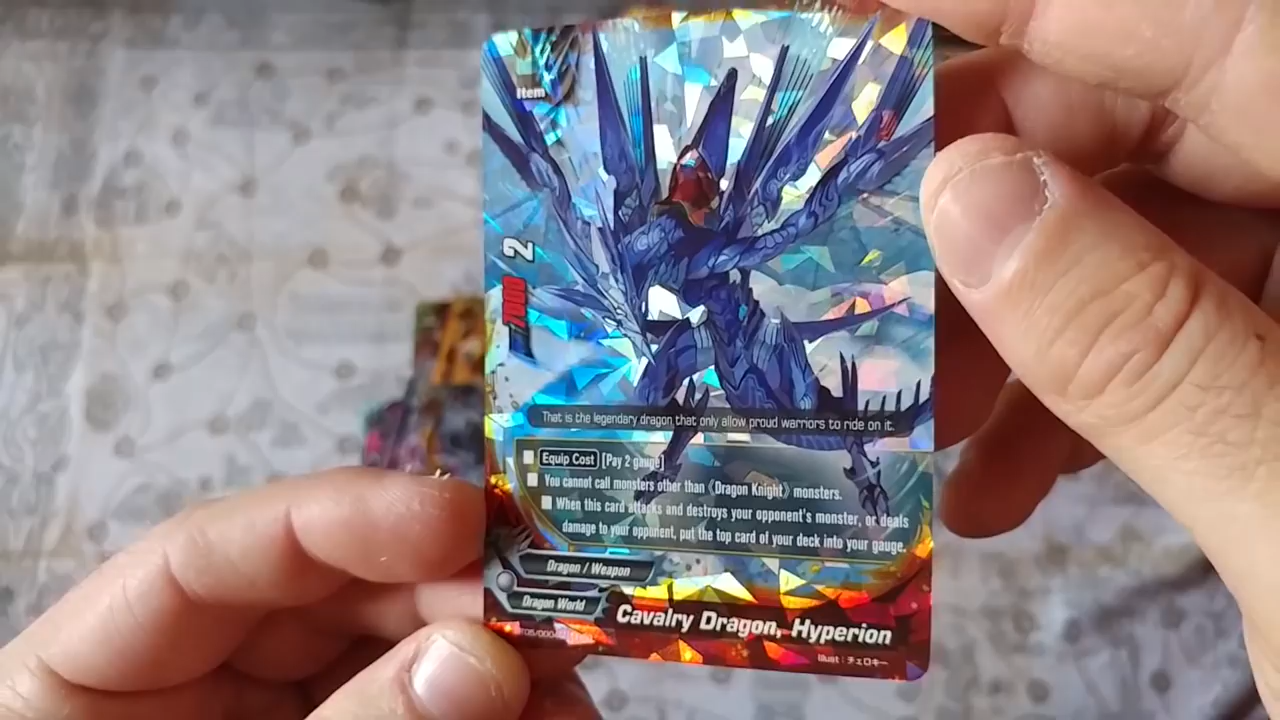 Item
2
7000
That is the legendary dragon that only allow proud warriors to ride on it.
Equip Cost [Pay 2 gauge]
You cannot call monsters other than 《Dragon Knight》 monsters.
When this card attacks and destroys your opponent's monster, or deals
damage to your opponent, put the top card of your deck into your gauge.
Dragon / Weapon
Dragon World
Cavalry Dragon, Hyperion
Illust : チェロキー